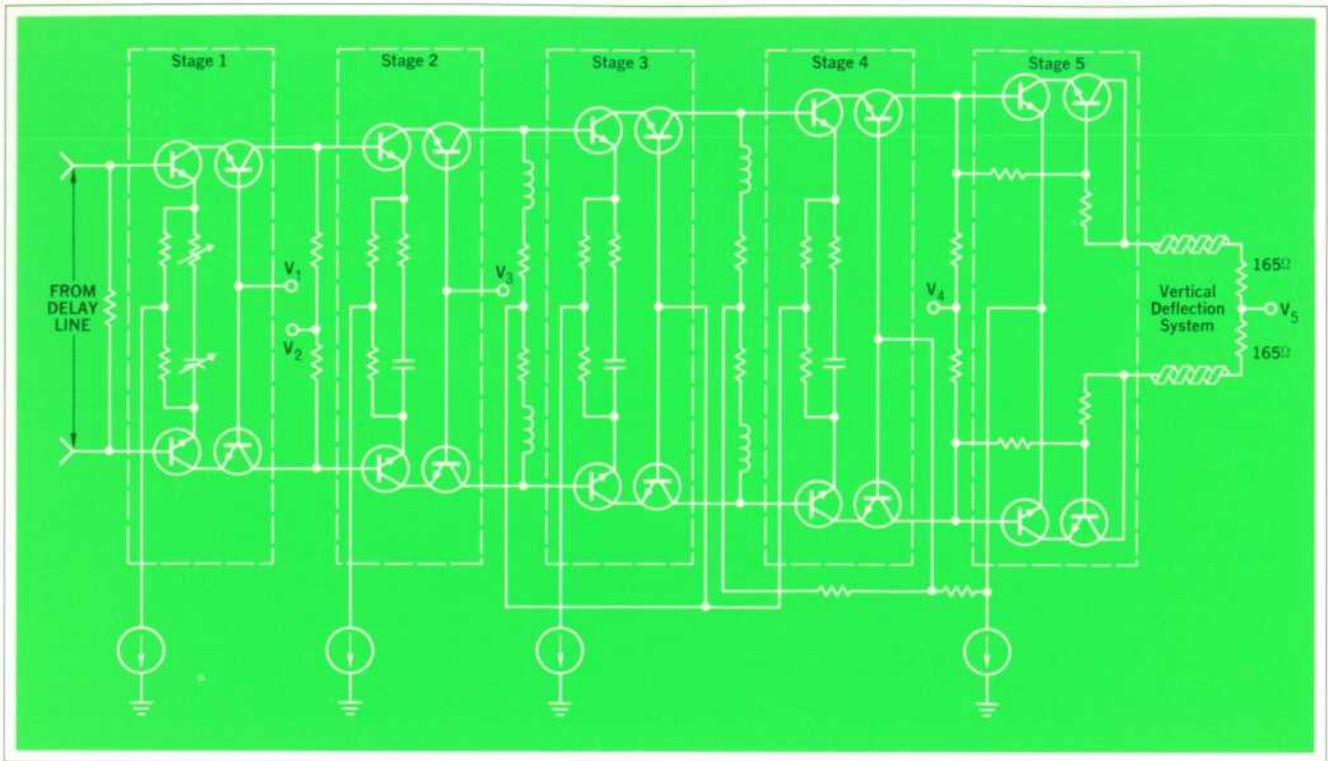 Stage 1
Stage 2
Stage 3
Stage 4
Stage 5
FROM
DELAY
LINE
V₁
V₂
V₃
V₄
165Ω
Vertical
Deflection
System
V₅
165Ω